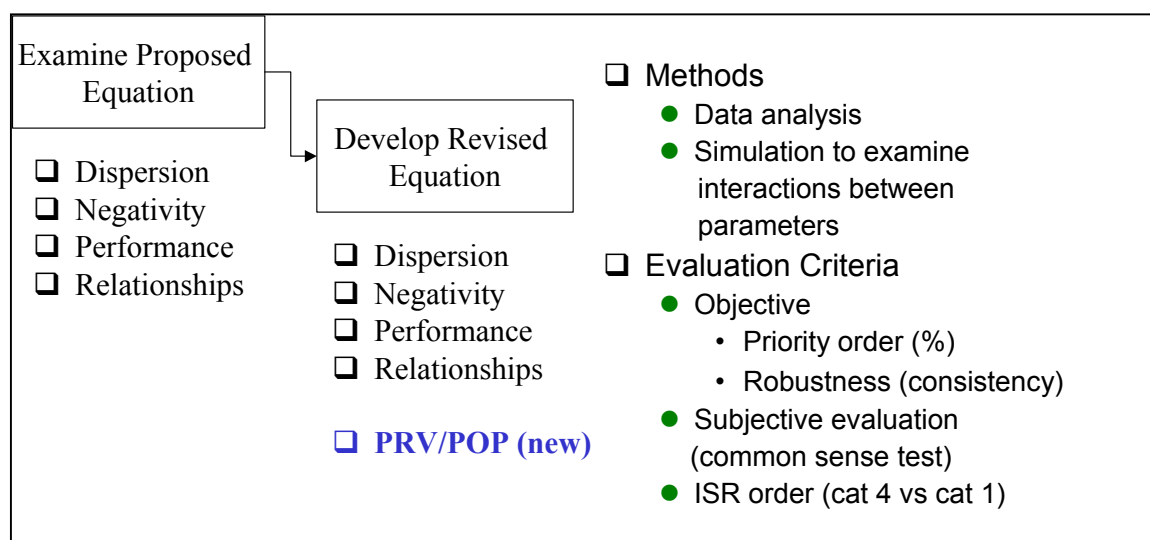 Examine Proposed
Equation
❑ Dispersion
❑ Negativity
❑ Performance
❑ Relationships
Develop Revised
Equation
❑ Dispersion
❑ Negativity
❑ Performance
❑ Relationships
❑ PRV/POP (new)
❑ Methods
● Data analysis
● Simulation to examine
interactions between
parameters
❑ Evaluation Criteria
● Objective
• Priority order (%)
• Robustness (consistency)
● Subjective evaluation
(common sense test)
● ISR order (cat 4 vs cat 1)